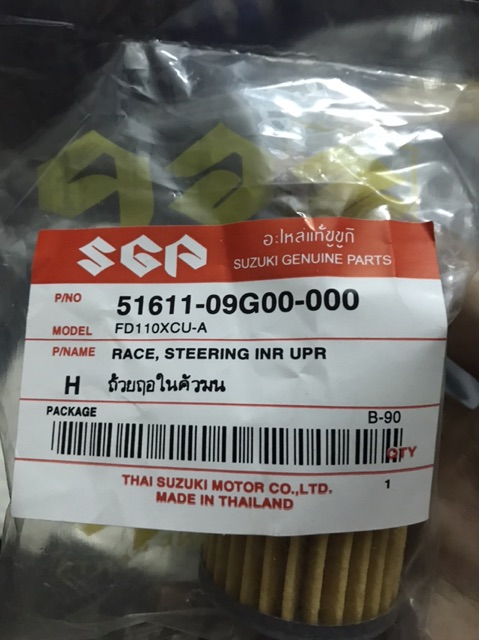 SGP
อะไหล่แท้ซูซูกิ
SUZUKI GENUINE PARTS
P/NO 51611-09G00-000
MODEL FD110XCU-A
P/NAME RACE, STEERING INR UPR
H ถ้วยฤอในคัวมน
PACKAGE B-90
QTY
1
THAI SUZUKI MOTOR CO.,LTD.
MADE IN THAILAND